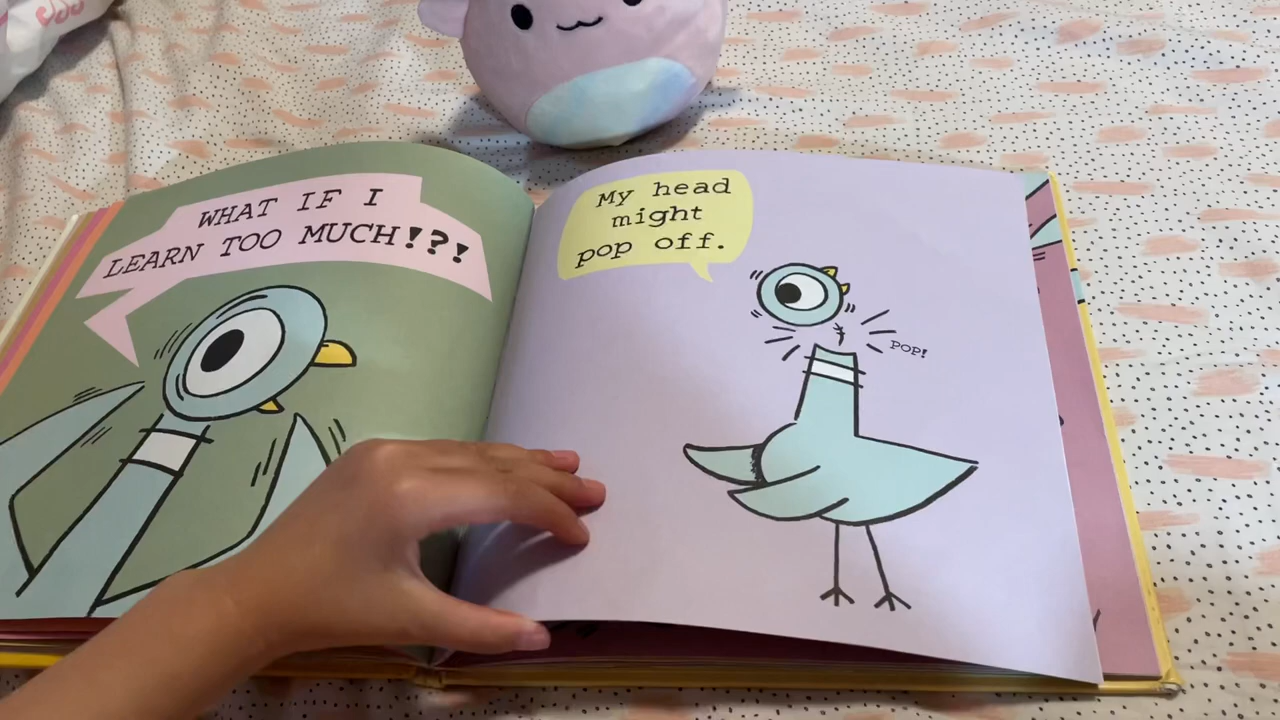 WHAT IF I
LEARN TOO MUCH!?!
My head
might
pop off.
POP!